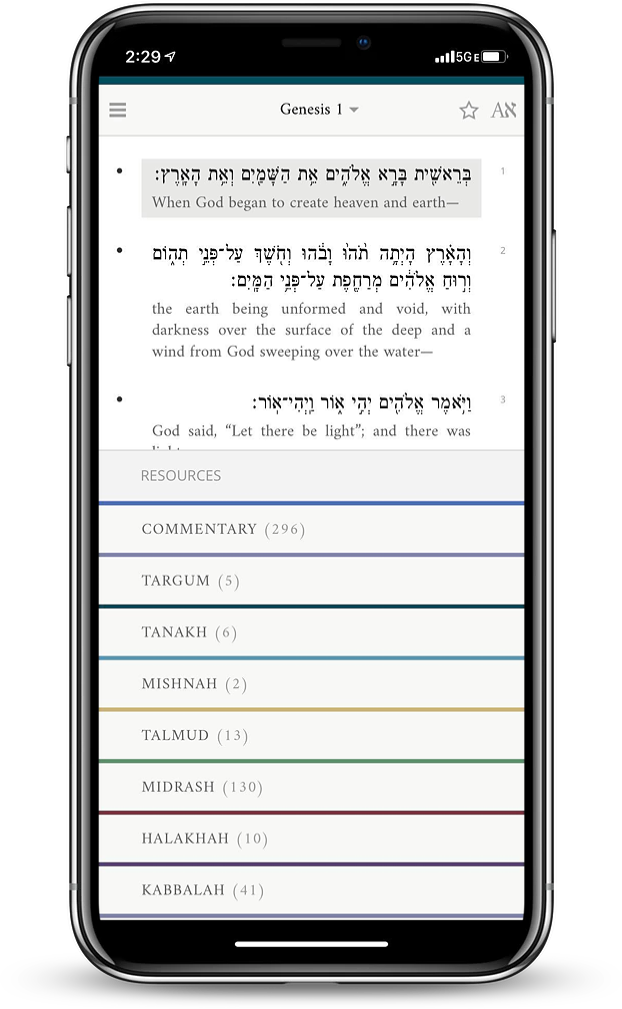 2:29
5GE
Genesis 1
AA
בְּרֵאשִׁ֖ית בָּרָ֣א אֱלֹהִ֑ים אֵ֥ת הַשָּׁמַ֖יִם וְאֵ֥ת הָאָֽרֶץ׃
1
When God began to create heaven and earth—
וְהָאָ֗רֶץ הָיְתָ֥ה תֹ֙הוּ֙ וָבֹ֔הוּ וְחֹ֖שֶׁךְ עַל־פְּנֵ֣י תְה֑וֹם
2
וְר֣וּחַ אֱלֹהִ֔ים מְרַחֶ֖פֶת עַל־פְּנֵ֥י הַמָּֽיִם׃
the earth being unformed and void, with
darkness over the surface of the deep and a
wind from God sweeping over the water—
וַיֹּ֥אמֶר אֱלֹהִ֖ים יְהִ֣י א֑וֹר וַֽיְהִי־אֽוֹר׃
3
God said, “Let there be light”; and there was
RESOURCES
COMMENTARY (296)
TARGUM (5)
TANAKH (6)
MISHNAH (2)
TALMUD (13)
MIDRASH (130)
HALAKHAH (10)
KABBALAH (41)